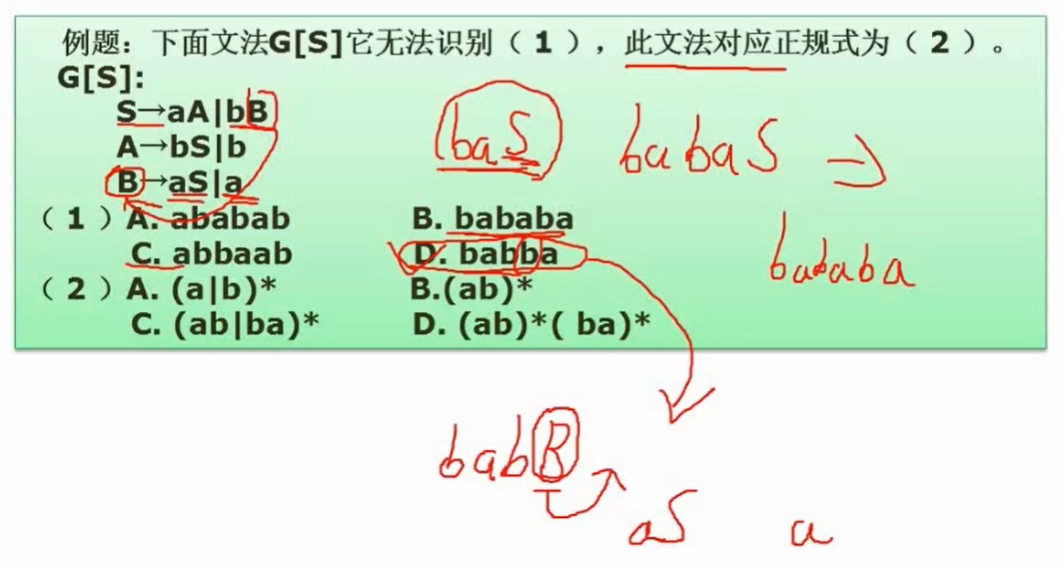 例题：下面文法G[S]它无法识别（1），此文法对应正规式为（2）。
G[S]:
S→aA|bB
A→bS|b
B→aS|a
（1）A. ababab B. bababa
C. abbaab D. babba
（2）A. (a|b)* B.(ab)*
C. (ab|ba)* D. (ab)*( ba)*
baS babaS ⇒
bababa
babB
aS a